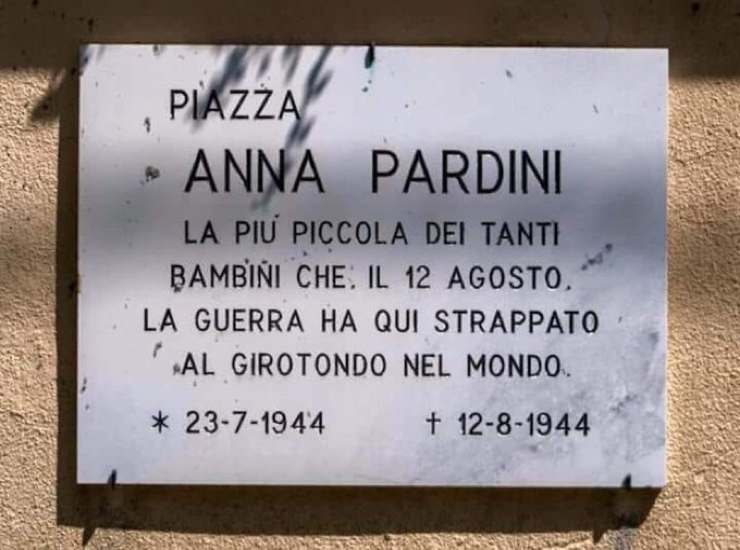 PIAZZA
ANNA PARDINI
LA PIÙ PICCOLA DEI TANTI
BAMBINI CHE, IL 12 AGOSTO,
LA GUERRA HA QUI STRAPPATO
AL GIROTONDO NEL MONDO.
* 23-7-1944 † 12-8-1944